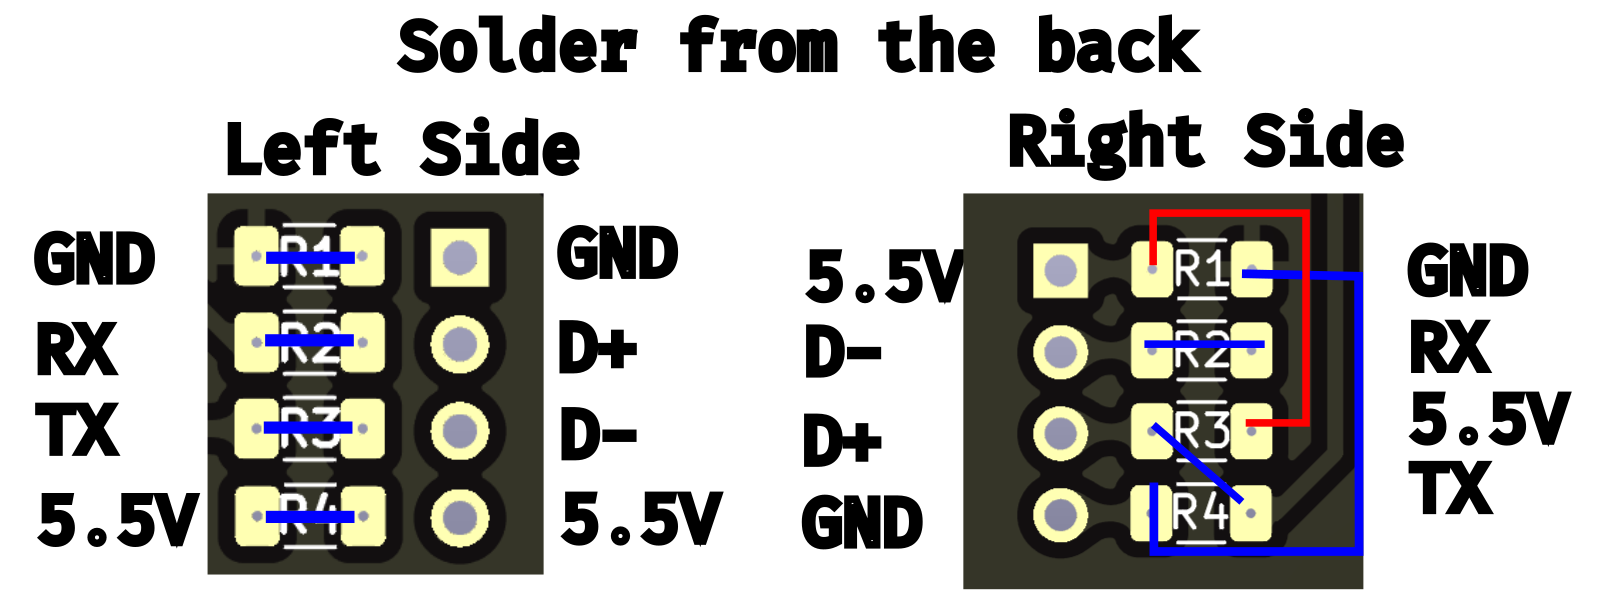 Solder from the back
Left Side
Right Side
GND
RX
TX
5.5V
R1
R2
R3
R4
GND
D+
D-
5.5V
5.5V
D-
D+
GND
R1
R2
R3
R4
GND
RX
5.5V
TX